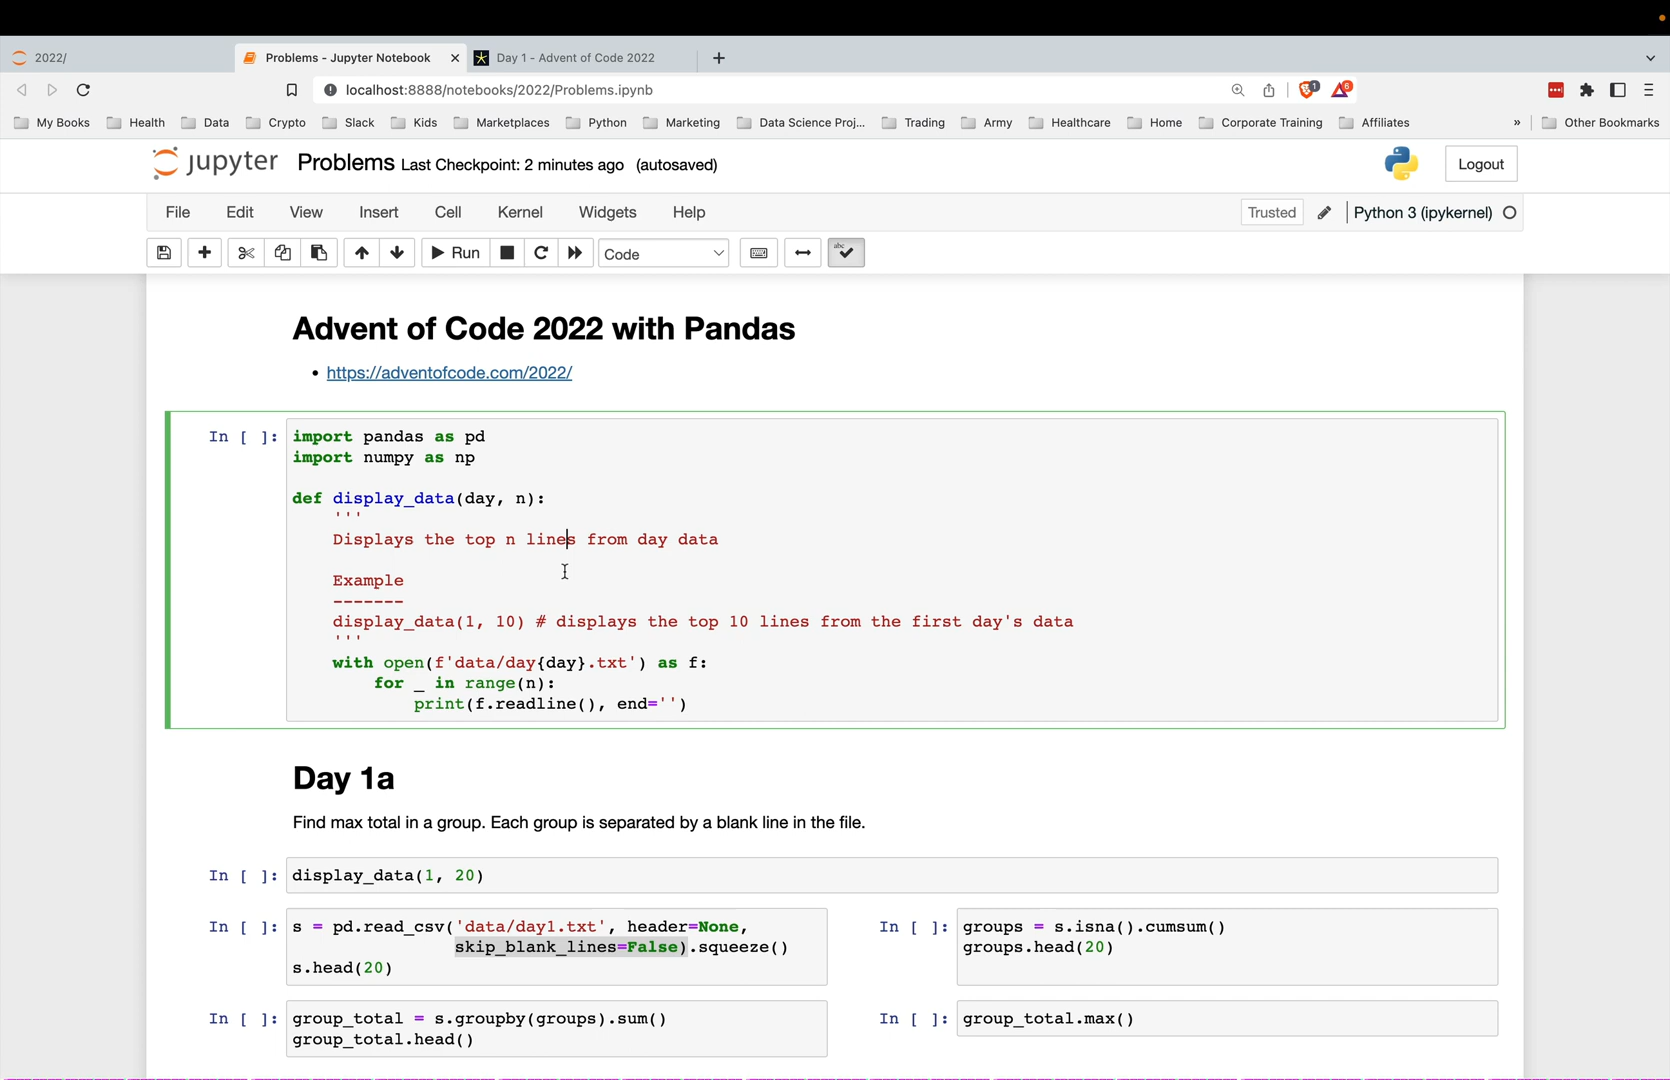 2022/
Problems - Jupyter Notebook
Day 1 - Advent of Code 2022
localhost:8888/notebooks/2022/Problems.ipynb
1
6
My Books
Health
Data
Crypto
Slack
Kids
Marketplaces
Python
Marketing
Data Science Proj...
Trading
Army
Healthcare
Home
Corporate Training
Affiliates
»
Other Bookmarks
jupyter
Problems Last Checkpoint: 2 minutes ago (autosaved)
Logout
File Edit View Insert Cell Kernel Widgets Help
Trusted
Python 3 (ipykernel)
Run
Code
abc
Advent of Code 2022 with Pandas
• https://adventofcode.com/2022/
In [ ]: import pandas as pd
import numpy as np
def display_data(day, n):
'''
Displays the top n lines from day data
Example
-------
display_data(1, 10) # displays the top 10 lines from the first day's data
'''
with open(f'data/day{day}.txt') as f:
for _ in range(n):
print(f.readline(), end='')
Day 1a
Find max total in a group. Each group is separated by a blank line in the file.
In [ ]: display_data(1, 20)
In [ ]: s = pd.read_csv('data/day1.txt', header=None,
skip_blank_lines=False).squeeze()
s.head(20)
In [ ]: groups = s.isna().cumsum()
groups.head(20)
In [ ]: group_total = s.groupby(groups).sum()
group_total.head()
In [ ]: group_total.max()